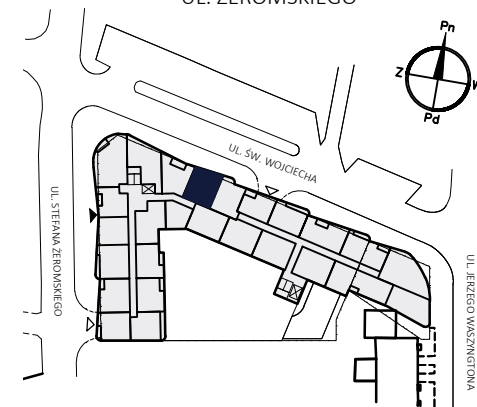 UL. ŻEROMSKIEGO
Pn
Z
W
Pd
UL. ŚW. WOJCIECHA
UL. STEFANA ŻEROMSKIEGO
UL. JERZEGO WASZYNGTONA